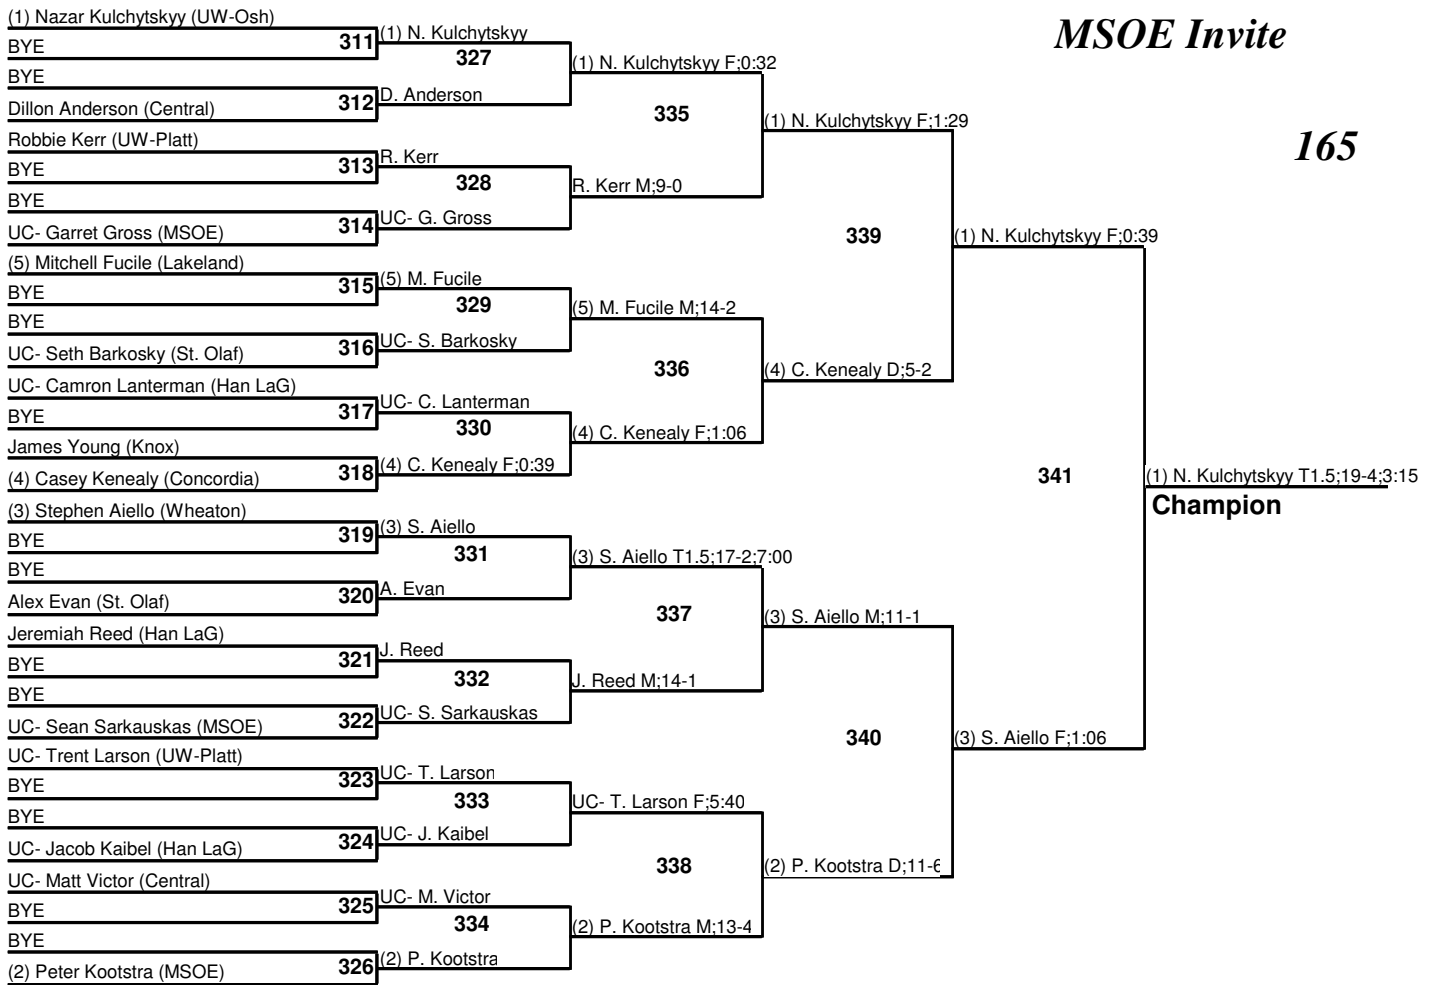 MSOE Invite
165
(1) Nazar Kulchytskyy (UW-Osh)
BYE
311
BYE
Dillon Anderson (Central)
312
Robbie Kerr (UW-Platt)
BYE
313
BYE
UC- Garret Gross (MSOE)
314
(5) Mitchell Fucile (Lakeland)
BYE
315
BYE
UC- Seth Barkosky (St. Olaf)
316
UC- Camron Lanterman (Han LaG)
BYE
317
James Young (Knox)
(4) Casey Kenealy (Concordia)
318
(3) Stephen Aiello (Wheaton)
BYE
319
BYE
Alex Evan (St. Olaf)
320
Jeremiah Reed (Han LaG)
BYE
321
BYE
UC- Sean Sarkauskas (MSOE)
322
UC- Trent Larson (UW-Platt)
BYE
323
BYE
UC- Jacob Kaibel (Han LaG)
324
UC- Matt Victor (Central)
BYE
325
BYE
(2) Peter Kootstra (MSOE)
326
(1) N. Kulchytskyy
327
D. Anderson
R. Kerr
328
UC- G. Gross
(5) M. Fucile
329
UC- S. Barkosky
UC- C. Lanterman
330
(4) C. Kenealy F;0:39
(3) S. Aiello
331
A. Evan
J. Reed
332
UC- S. Sarkauskas
UC- T. Larson
333
UC- J. Kaibel
UC- M. Victor
334
(2) P. Kootstra
(1) N. Kulchytskyy F;0:32
335
R. Kerr M;9-0
(5) M. Fucile M;14-2
336
(4) C. Kenealy F;1:06
(3) S. Aiello T1.5;17-2;7:00
337
J. Reed M;14-1
UC- T. Larson F;5:40
338
(2) P. Kootstra M;13-4
(1) N. Kulchytskyy F;1:29
339
(4) C. Kenealy D;5-2
(3) S. Aiello M;11-1
340
(2) P. Kootstra D;11-6
(1) N. Kulchytskyy F;0:39
341
(3) S. Aiello F;1:06
(1) N. Kulchytskyy T1.5;19-4;3:15
Champion